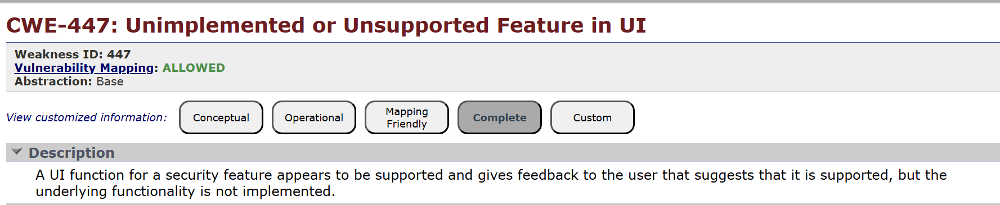 CWE-447: Unimplemented or Unsupported Feature in UI
Weakness ID: 447
Vulnerability Mapping: ALLOWED
Abstraction: Base
View customized information:
Conceptual
Operational
Mapping
Friendly
Complete
Custom
Description
A UI function for a security feature appears to be supported and gives feedback to the user that suggests that it is supported, but the
underlying functionality is not implemented.